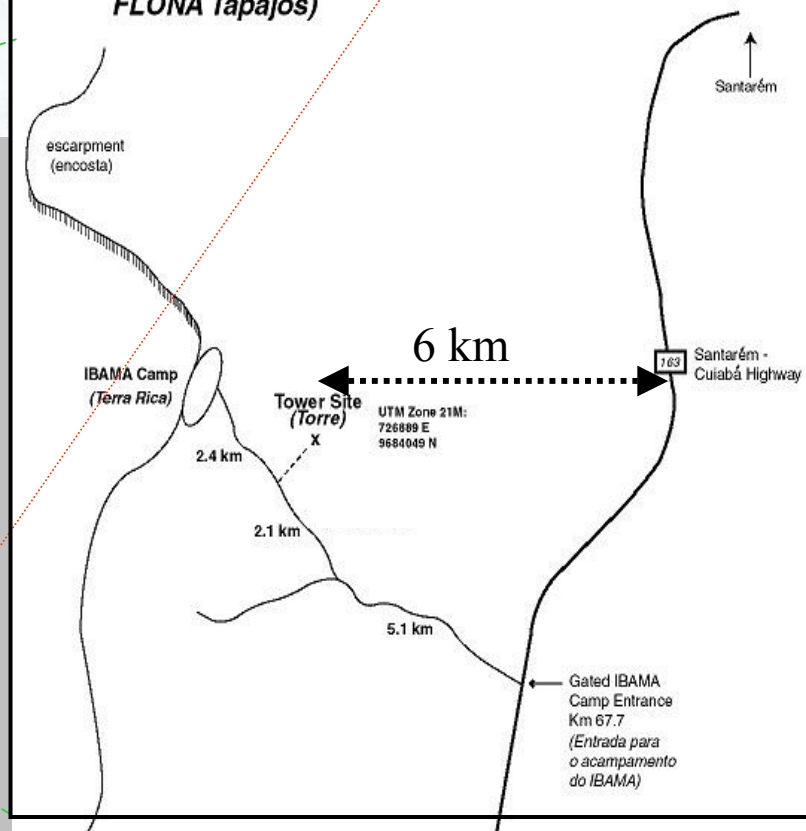 FLONA Tapajós)
Santarém
escarpment
(encosta)
6 km
163
Santarém -
Cuiabá Highway
IBAMA Camp
(Terra Rica)
Tower Site
(Torre)
x
UTM Zone 21M:
726889 E
9684049 N
2.4 km
2.1 km
5.1 km
Gated IBAMA
Camp Entrance
Km 67.7
(Entrada para
o acampamento
do IBAMA)